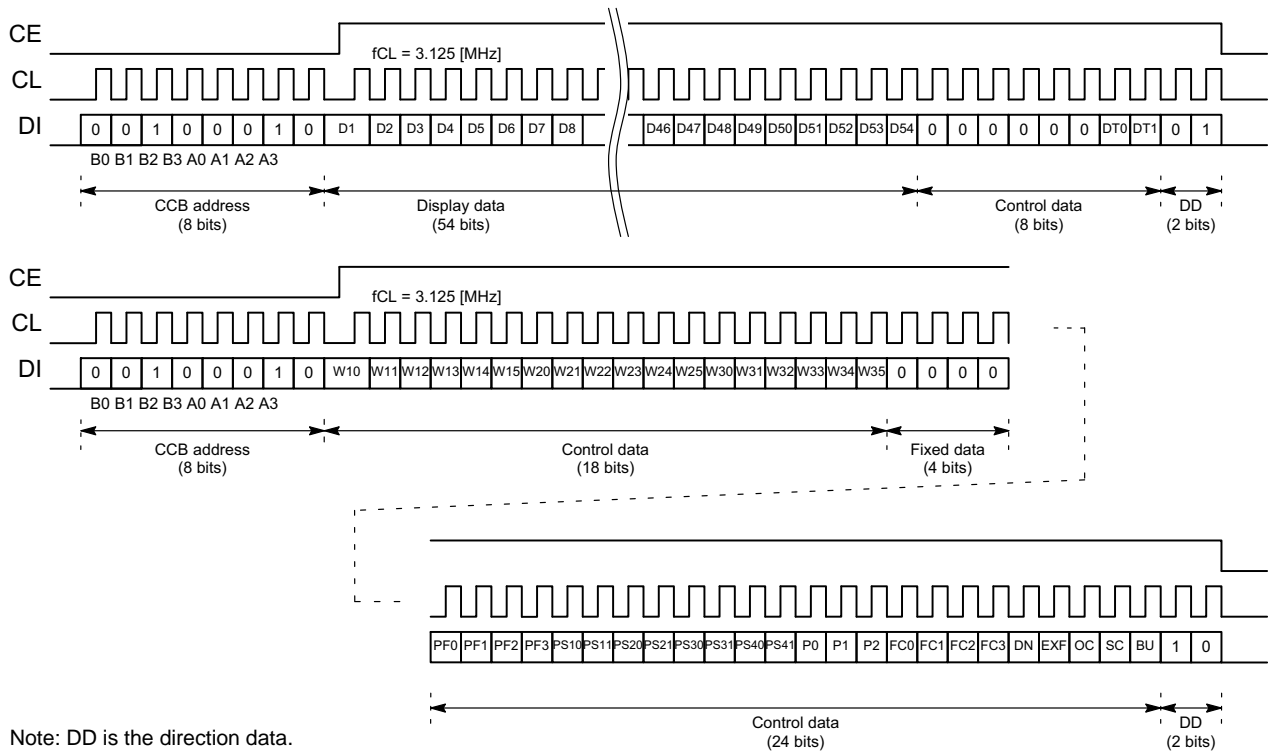 CE
fCL = 3.125 [MHz]
CL
DI 0 0 1 0 0 0 1 0 D1 D2 D3 D4 D5 D6 D7 D8 D46 D47 D48 D49 D50 D51 D52 D53 D54 0 0 0 0 0 0 DT0 DT1 0 1
B0 B1 B2 B3 A0 A1 A2 A3
CCB address Display data Control data DD
(8 bits) (54 bits) (8 bits) (2 bits)
CE
fCL = 3.125 [MHz]
CL
DI 0 0 1 0 0 0 1 0 W10 W11 W12 W13 W14 W15 W20 W21 W22 W23 W24 W25 W30 W31 W32 W33 W34 W35 0 0 0 0
B0 B1 B2 B3 A0 A1 A2 A3
CCB address Control data Fixed data
(8 bits) (18 bits) (4 bits)
PF0 PF1 PF2 PF3 PS10 PS11 PS20 PS21 PS30 PS31 PS40 PS41 P0 P1 P2 FC0 FC1 FC2 FC3 DN EXF OC SC BU 1 0
Control data DD
(24 bits) (2 bits)
Note: DD is the direction data.